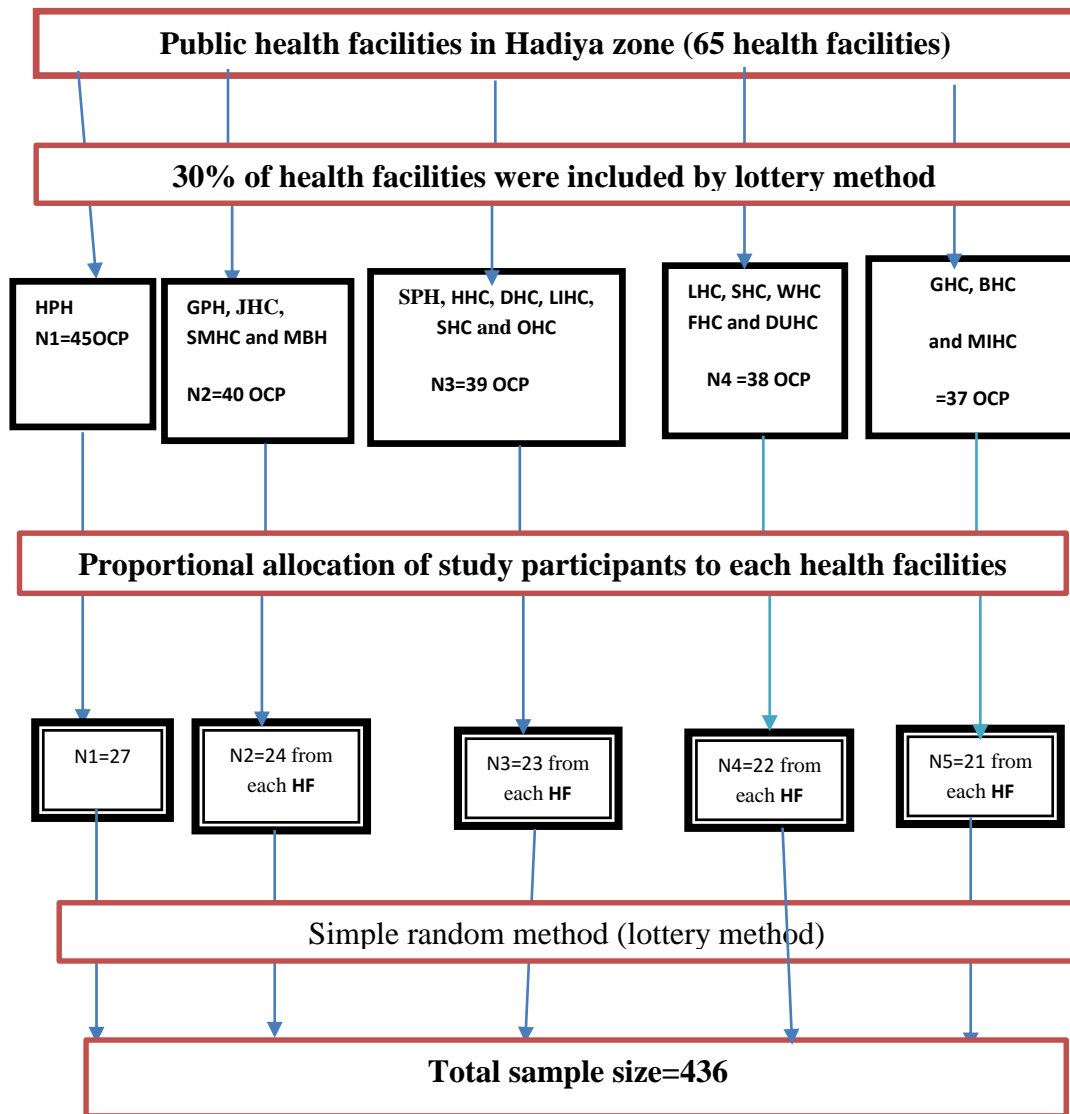 Public health facilities in Hadiya zone (65 health facilities)
30% of health facilities were included by lottery method
HPH
N1=45OCP
GPH, JHC,
SMHC and MBH
N2=40 OCP
SPH, HHC, DHC, LIHC,
SHC and OHC
N3=39 OCP
LHC, SHC, WHC
FHC and DUHC
N4 =38 OCP
GHC, BHC
and MIHC
=37 OCP
Proportional allocation of study participants to each health facilities
N1=27
N2=24 from
each HF
N3=23 from
each HF
N4=22 from
each HF
N5=21 from
each HF
Simple random method (lottery method)
Total sample size=436